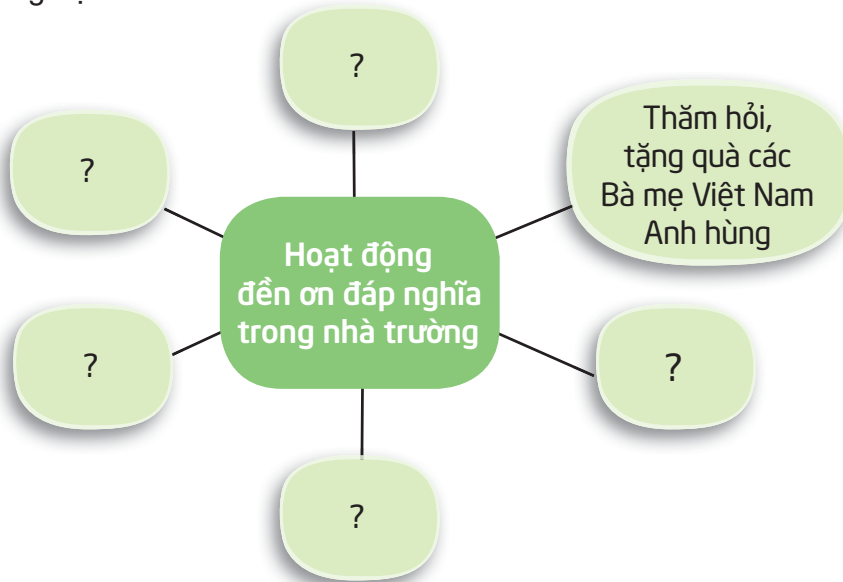 ?
Thăm hỏi,
tặng quà các
Bà mẹ Việt Nam
Anh hùng
?
Hoạt động
đền ơn đáp nghĩa
trong nhà trường
?
?
?